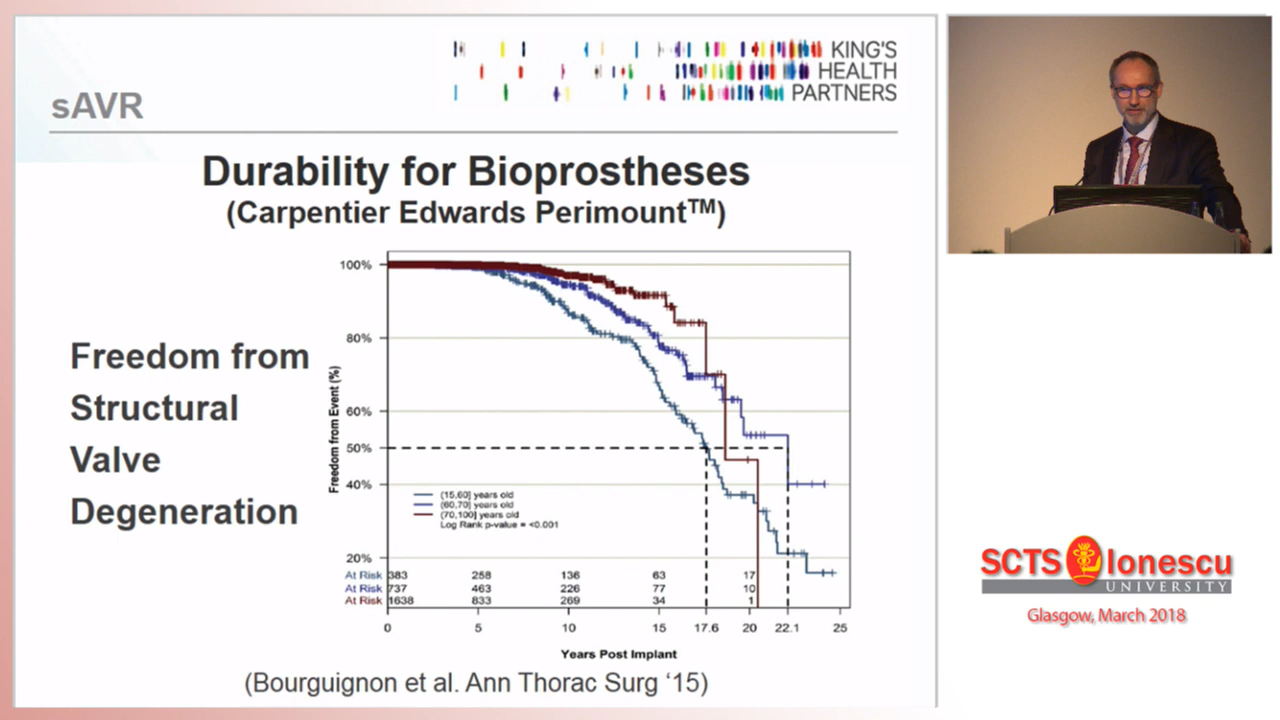 KING'S
HEALTH
PARTNERS
sAVR
Durability for Bioprostheses
(Carpentier Edwards Perimount™)
Freedom from
Structural
Valve
Degeneration
Freedom from Event (%)
100%
80%
60%
50%
40%
20%
(15,60] years old
(60,70] years old
(70,100] years old
Log Rank p-value = <0.001
At Risk 383 258 136 63 17
At Risk 737 463 226 77 10
At Risk 1638 833 269 34 1
0 5 10 15 17.6 20 22.1 25
Years Post Implant
(Bourguignon et al. Ann Thorac Surg ‘15)
SCTS Ionescu
UNIVERSITY
Glasgow, March 2018